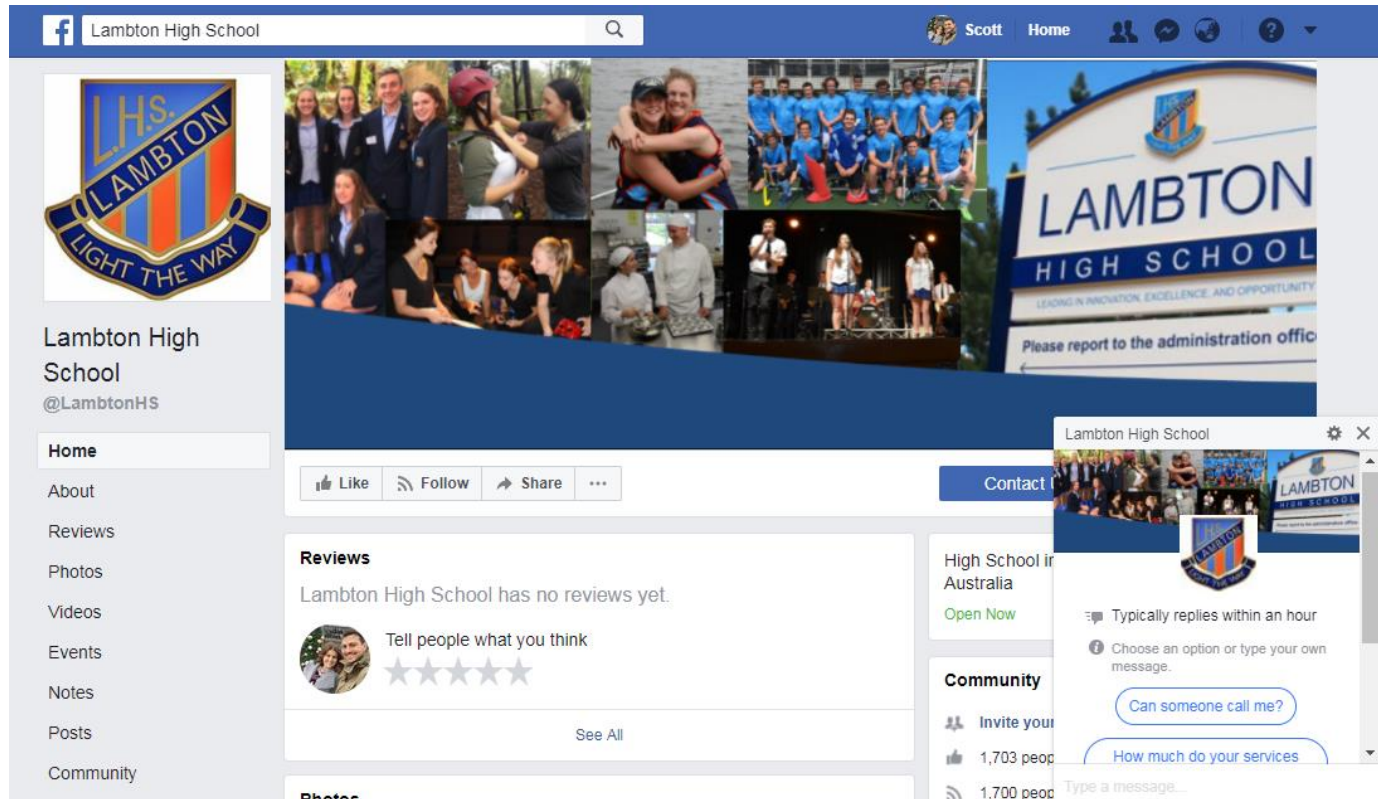 Lambton High School
Scott
Home
L.H.S.
LAMBTON
LIGHT THE WAY
LAMBTON
HIGH SCHOOL
LEADING IN INNOVATION, EXCELLENCE, AND OPPORTUNITY
Please report to the administration offic
Lambton High
School
@LambtonHS
Home
About
Reviews
Photos
Videos
Events
Notes
Posts
Community
Like
Follow
Share
Contact
Reviews
Lambton High School has no reviews yet.
Tell people what you think
See All
Photos
High School in
Australia
Open Now
Community
Invite your
1,703 peop
1,700 peop
Lambton High School
LAMBTON
HIGH SCHOOL
L.H.S.
LAMBTON
LIGHT THE WAY
Typically replies within an hour
Choose an option or type your own
message.
Can someone call me?
How much do your services
Type a message...